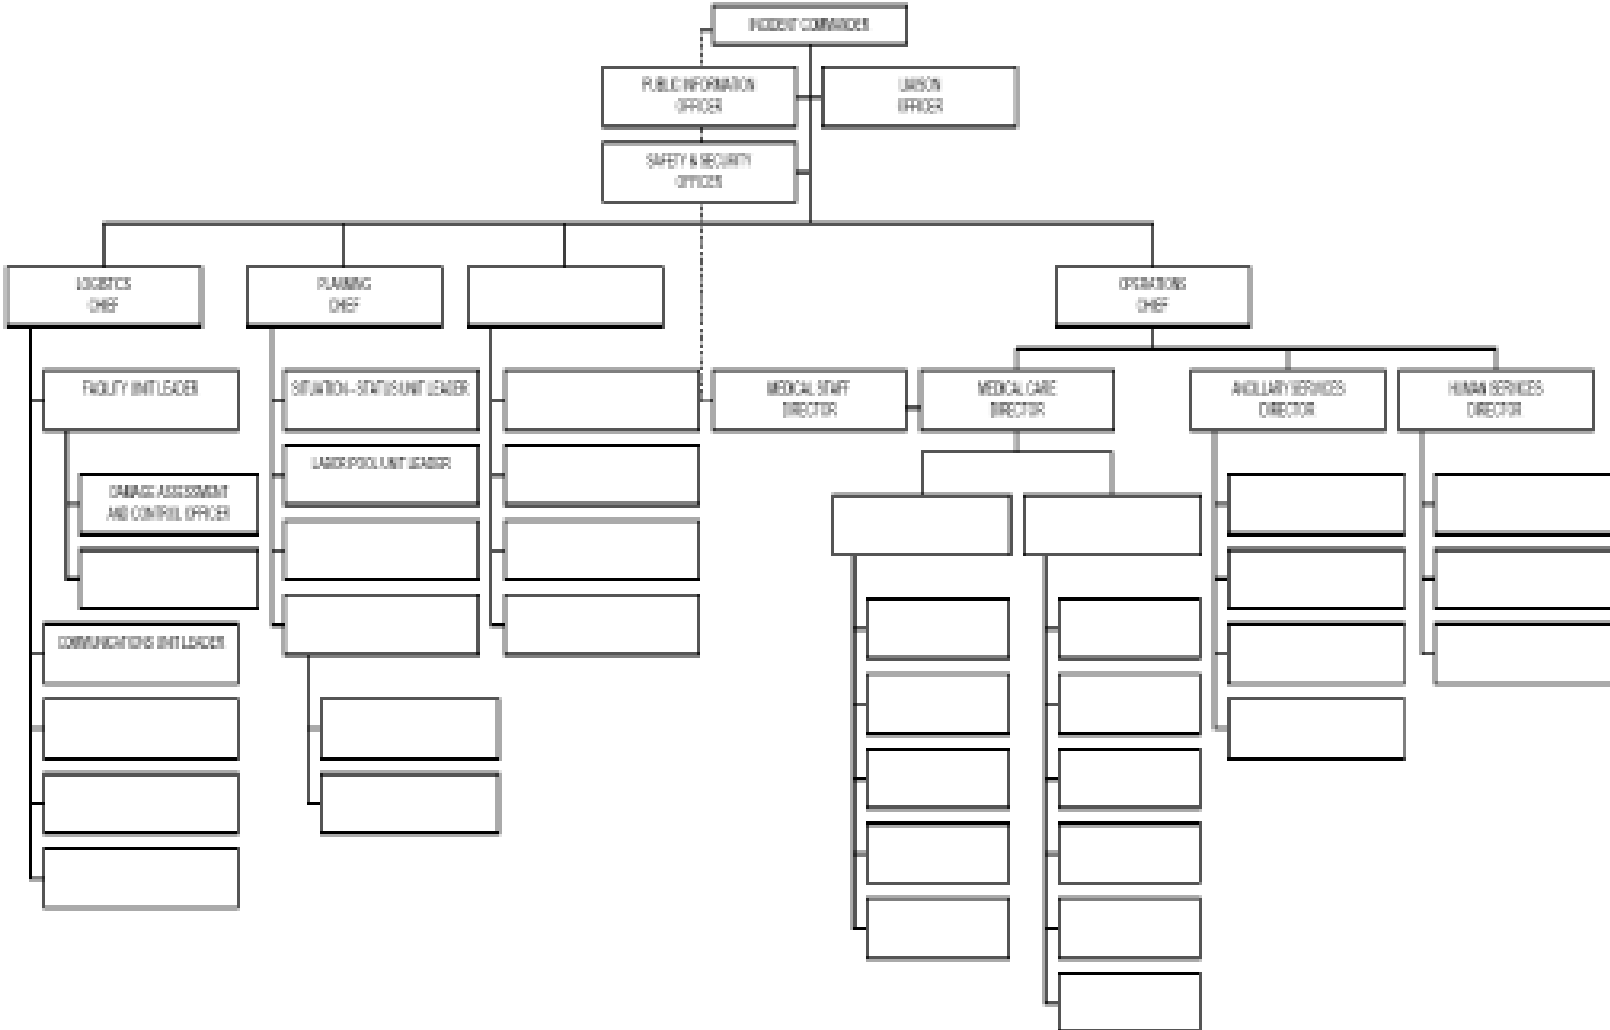 INCIDENT COMMANDER
PUBLIC INFORMATION
OFFICER
LIAISON
OFFICER
SAFETY & SECURITY
OFFICER
LOGISTICS
CHIEF
PLANNING
CHIEF
OPERATIONS
CHIEF
FACILITY UNIT LEADER
SITUATION - STATUS UNIT LEADER
MEDICAL STAFF
DIRECTOR
MEDICAL CARE
DIRECTOR
ANCILLARY SERVICES
DIRECTOR
HUMAN SERVICES
DIRECTOR
LABOR POOL UNIT LEADER
DAMAGE ASSESSMENT
AND CONTROL OFFICER
COMMUNICATIONS UNIT LEADER